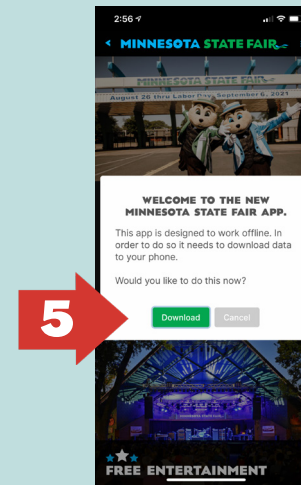 2:56
MINNESOTA STATE FAIR
MINNESOTA STATE FAIR
August 26 thru Labor Day, September 6, 2021
WELCOME TO THE NEW
MINNESOTA STATE FAIR APP.
This app is designed to work offline. In
order to do so it needs to download data
to your phone.
Would you like to do this now?
5
Download Cancel
FREE ENTERTAINMENT